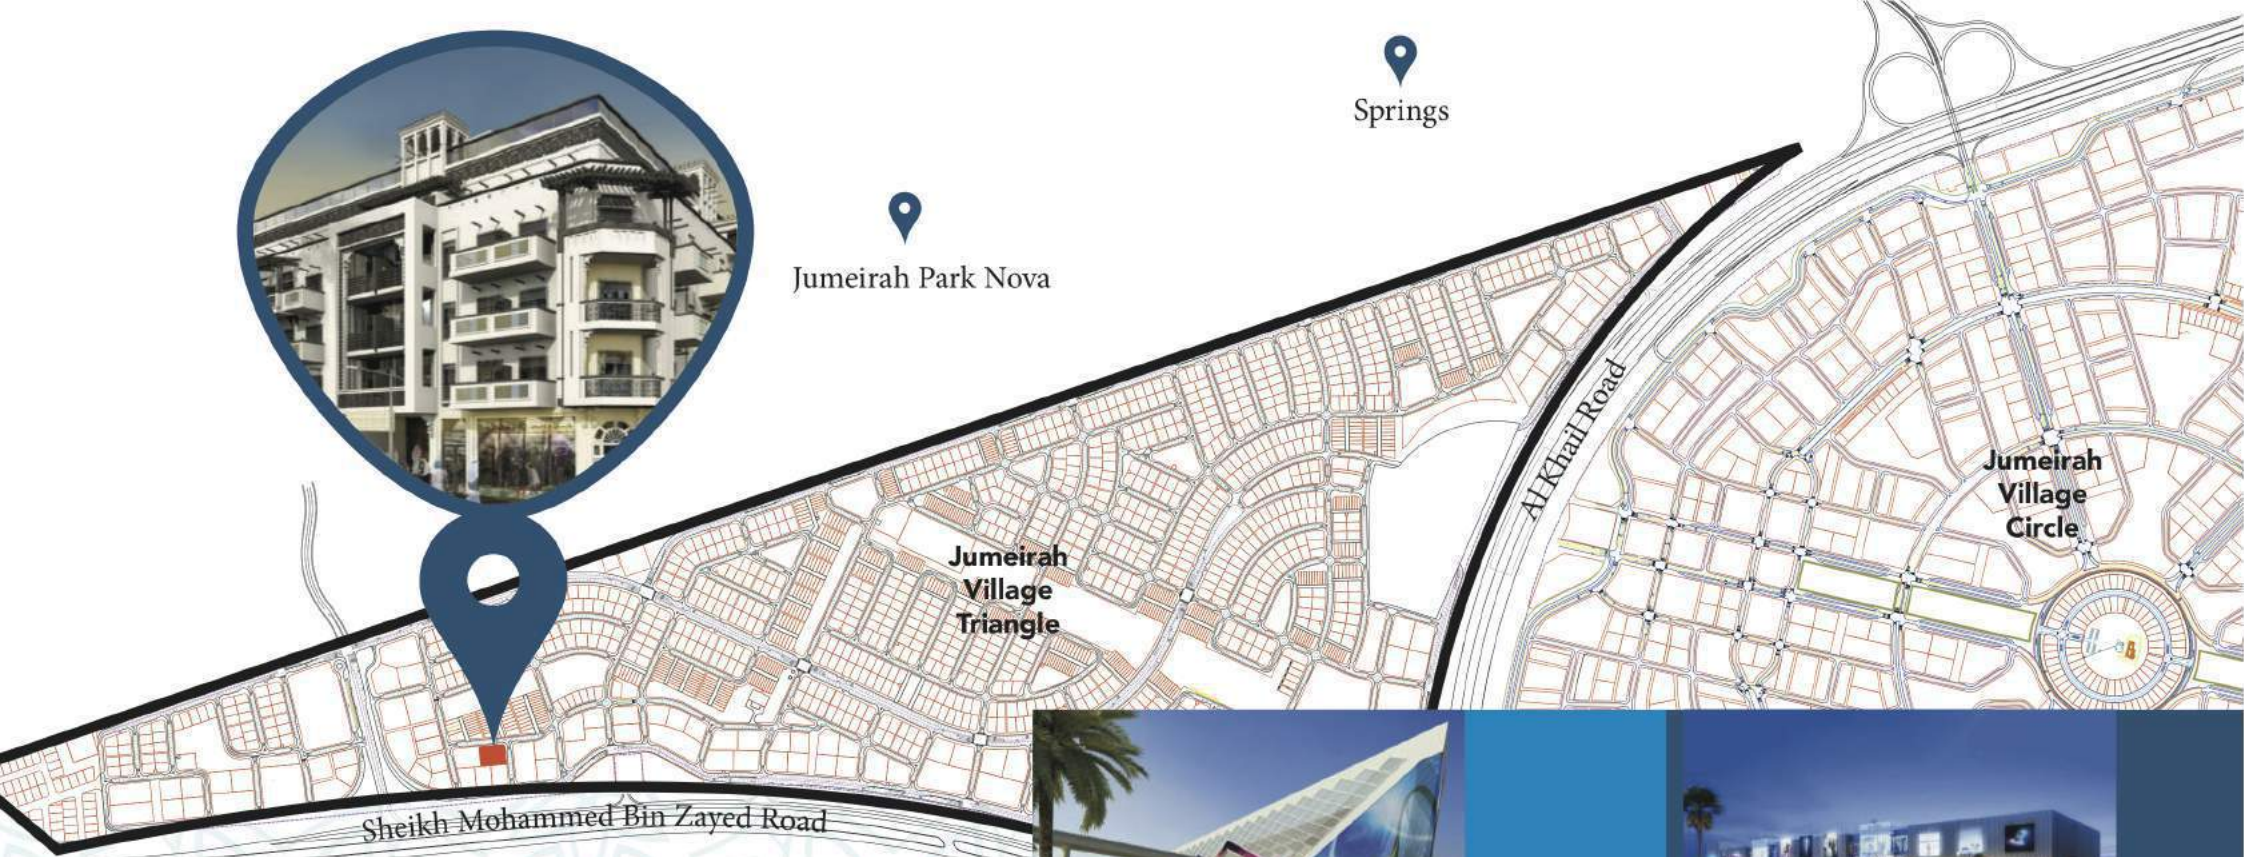 Springs
Jumeirah Park Nova
Al Khail Road
Jumeirah
Village
Circle
Jumeirah
Village
Triangle
Sheikh Mohammed Bin Zayed Road